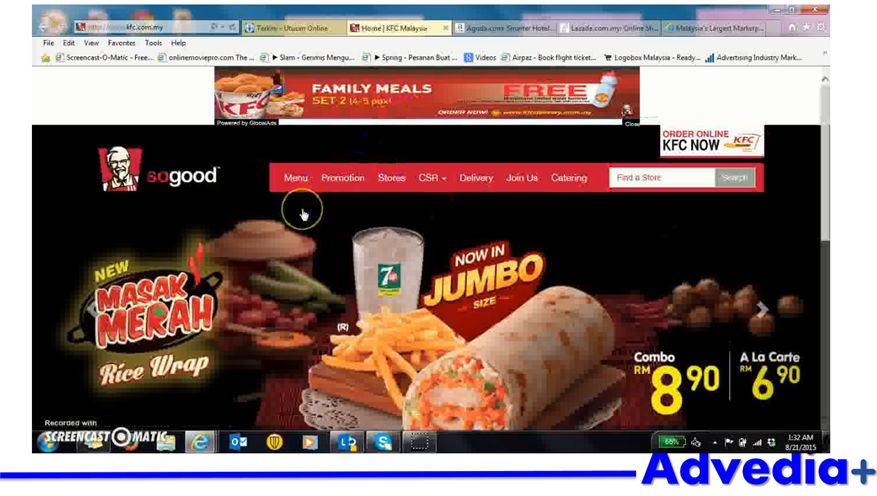 kfc.com.my
Terkini - Utusan Online
Home | KFC Malaysia
Agoda.com: Smarter Hotel...
Lazada.com.my: Online Sh...
Malaysia's Largest Marketp...
File Edit View Favorites Tools Help
Screencast-O-Matic - Free...
onlinemoviepro.com The ...
Slam - Gerimis Mengu...
Spring - Pesanan Buat ...
Videos
Airpaz - Book flight ticket...
Logobox Malaysia - Ready...
Advertising Industry Mark...
FAMILY MEALS
SET 2 (4-5 pax)
FREE
KFC
ORDER NOW!
Powered by GlobalAds
Close
ORDER ONLINE
KFC NOW
KFC
so good
Menu Promotion Stores CSR Delivery Join Us Catering Find a Store Search
NEW
MASAK
MERAH
Rice Wrap
7
NOW IN
JUMBO
SIZE
(R)
Combo
RM 8 90
A La Carte
RM 6 90
Recorded with
SCREENCAST-O-MATIC
68%
1:32 AM
8/21/2015
Advedia+